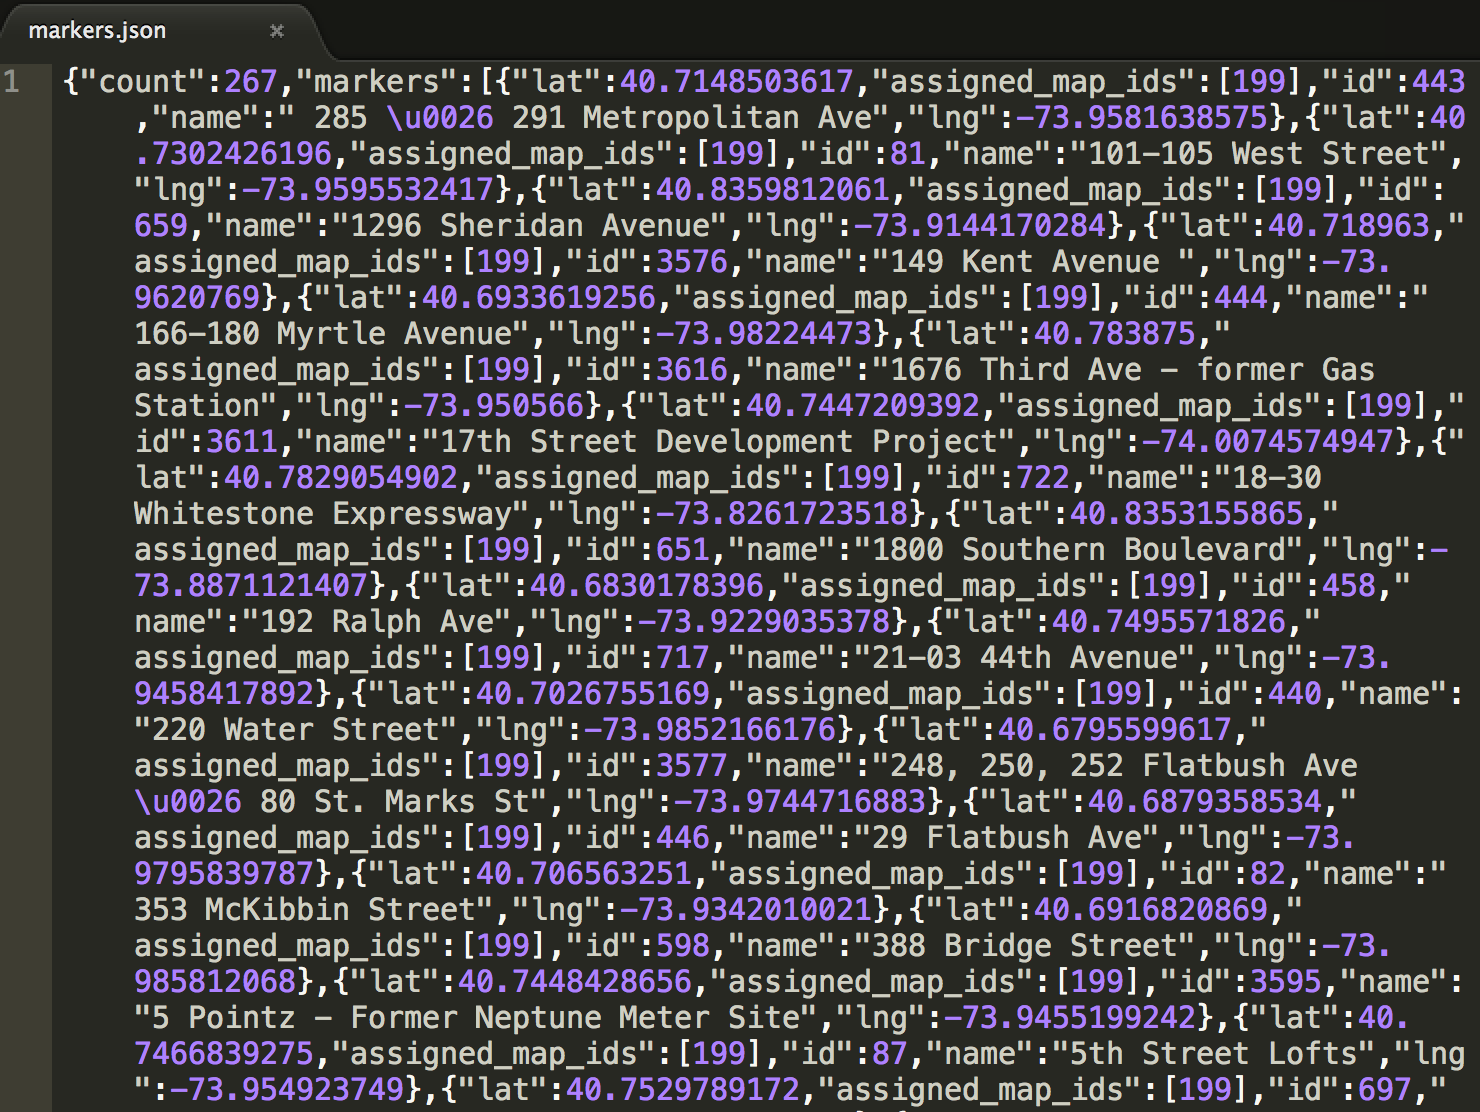 markers.json ×
1 {"count":267,"markers":[{"lat":40.7148503617,"assigned_map_ids":[199],"id":443
,"name":" 285 \u0026 291 Metropolitan Ave","lng":-73.9581638575},{"lat":40
.7302426196,"assigned_map_ids":[199],"id":81,"name":"101-105 West Street",
"lng":-73.9595532417},{"lat":40.8359812061,"assigned_map_ids":[199],"id":
659,"name":"1296 Sheridan Avenue","lng":-73.9144170284},{"lat":40.718963,"
assigned_map_ids":[199],"id":3576,"name":"149 Kent Avenue ","lng":-73.
9620769},{"lat":40.6933619256,"assigned_map_ids":[199],"id":444,"name":"
166-180 Myrtle Avenue","lng":-73.98224473},{"lat":40.783875,"
assigned_map_ids":[199],"id":3616,"name":"1676 Third Ave - former Gas
Station","lng":-73.950566},{"lat":40.7447209392,"assigned_map_ids":[199],"
id":3611,"name":"17th Street Development Project","lng":-74.0074574947},{"
lat":40.7829054902,"assigned_map_ids":[199],"id":722,"name":"18-30
Whitestone Expressway","lng":-73.8261723518},{"lat":40.8353155865,"
assigned_map_ids":[199],"id":651,"name":"1800 Southern Boulevard","lng":-
73.8871121407},{"lat":40.6830178396,"assigned_map_ids":[199],"id":458,"
name":"192 Ralph Ave","lng":-73.9229035378},{"lat":40.7495571826,"
assigned_map_ids":[199],"id":717,"name":"21-03 44th Avenue","lng":-73.
9458417892},{"lat":40.7026755169,"assigned_map_ids":[199],"id":440,"name":
"220 Water Street","lng":-73.9852166176},{"lat":40.6795599617,"
assigned_map_ids":[199],"id":3577,"name":"248, 250, 252 Flatbush Ave
\u0026 80 St. Marks St","lng":-73.9744716883},{"lat":40.6879358534,"
assigned_map_ids":[199],"id":446,"name":"29 Flatbush Ave","lng":-73.
9795839787},{"lat":40.706563251,"assigned_map_ids":[199],"id":82,"name":"
353 McKibbin Street","lng":-73.9342010021},{"lat":40.6916820869,"
assigned_map_ids":[199],"id":598,"name":"388 Bridge Street","lng":-73.
985812068},{"lat":40.7448428656,"assigned_map_ids":[199],"id":3595,"name":
"5 Pointz - Former Neptune Meter Site","lng":-73.9455199242},{"lat":40.
7466839275,"assigned_map_ids":[199],"id":87,"name":"5th Street Lofts","lng
":-73.954923749},{"lat":40.7529789172,"assigned_map_ids":[199],"id":697,"